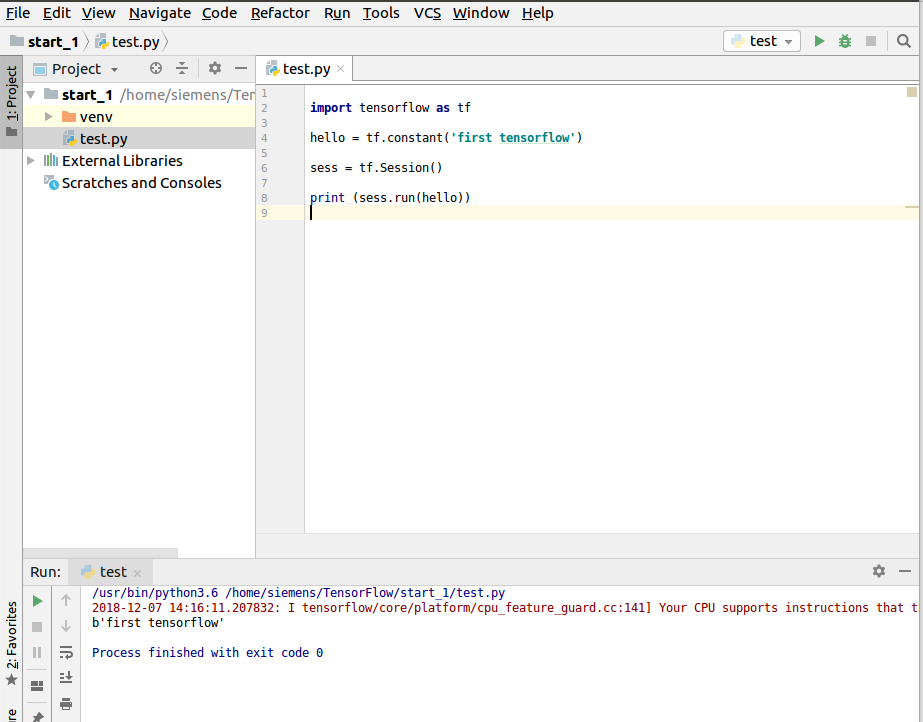 File Edit View Navigate Code Refactor Run Tools VCS Window Help
start_1 test.py test
1: Project
Project
start_1 /home/siemens/Ter
venv
test.py
External Libraries
Scratches and Consoles
test.py
1
2 import tensorflow as tf
3
4 hello = tf.constant('first tensorflow')
5
6 sess = tf.Session()
7
8 print (sess.run(hello))
9
Run: test
/usr/bin/python3.6 /home/siemens/TensorFlow/start_1/test.py
2018-12-07 14:16:11.207832: I tensorflow/core/platform/cpu_feature_guard.cc:141] Your CPU supports instructions that t
b'first tensorflow'
Process finished with exit code 0
2: Favorites